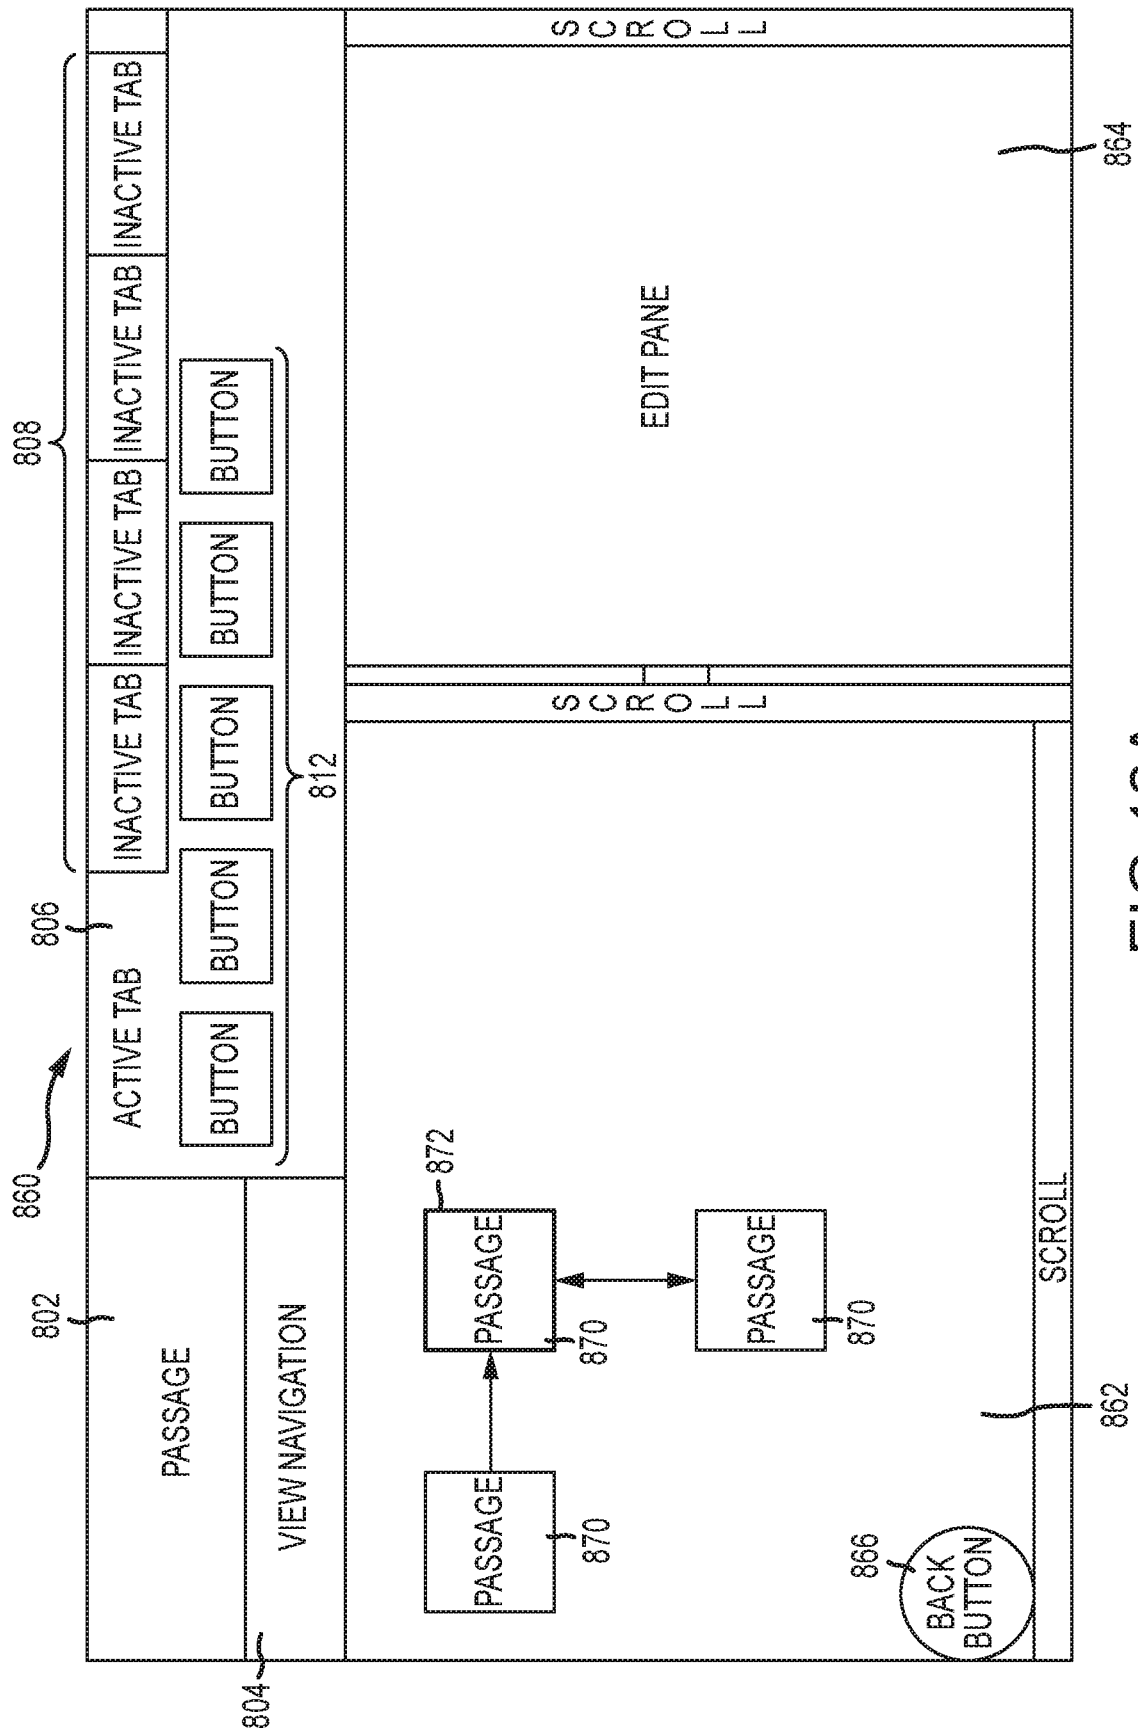 860
808
802
806
ACTIVE TAB
INACTIVE TAB
INACTIVE TAB
INACTIVE TAB
INACTIVE TAB
PASSAGE
BUTTON
BUTTON
BUTTON
BUTTON
BUTTON
804
VIEW NAVIGATION
812
872
PASSAGE
PASSAGE
870
870
SCROLL
EDIT PANE
SCROLL
PASSAGE
870
866
BACK
BUTTON
SCROLL
862
864